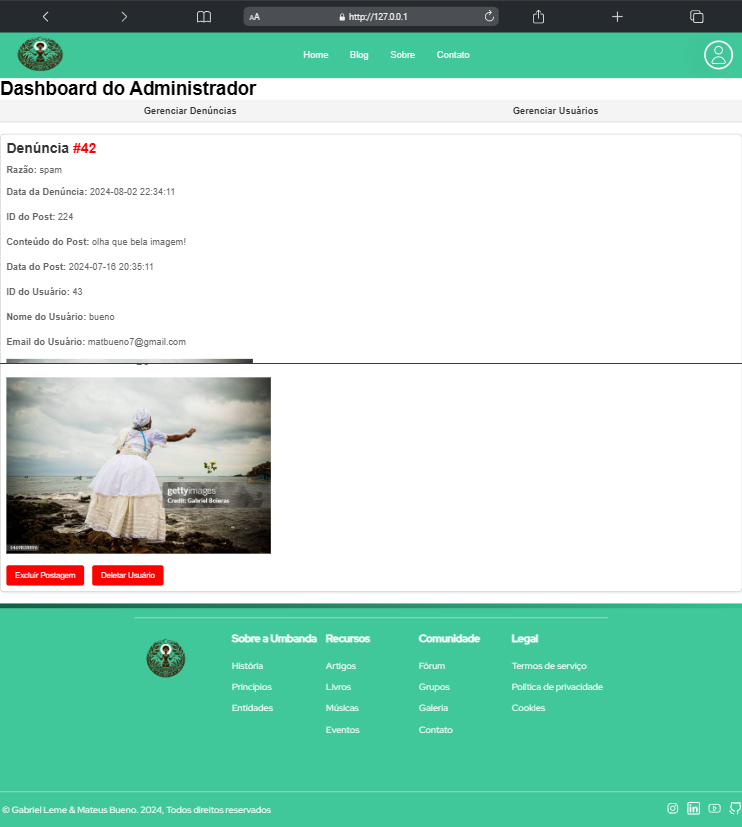 AA
http://127.0.0.1
Home Blog Sobre Contato
Dashboard do Administrador
Gerenciar Denúncias Gerenciar Usuários
Denúncia #42
Razão: spam
Data da Denúncia: 2024-08-02 22:34:11
ID do Post: 224
Conteúdo do Post: olha que bela imagem!
Data do Post: 2024-07-16 20:35:11
ID do Usuário: 43
Nome do Usuário: bueno
Email do Usuário: matbueno7@gmail.com
gettyimages
Credit: Gabriel Boieras
Excluir Postagem Deletar Usuário
Sobre a Umbanda Recursos Comunidade Legal
História Artigos Fórum Termos de serviço
Princípios Livros Grupos Política de privacidade
Entidades Músicas Galeria Cookies
Eventos Contato
© Gabriel Leme & Mateus Bueno. 2024, Todos direitos reservados